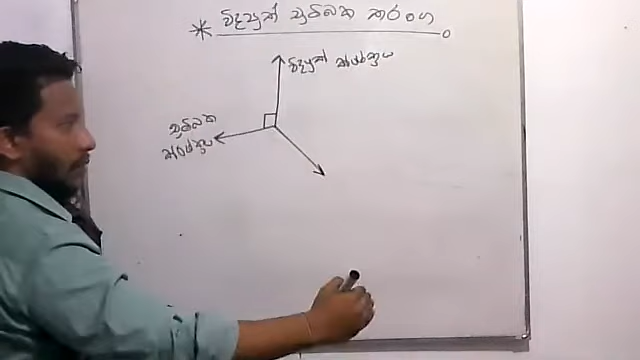 * විද්‍යුත් චුම්බක තරංග
විද්‍යුත් ක්ෂේත්‍රය
චුම්බක
ක්ෂේත්‍රය